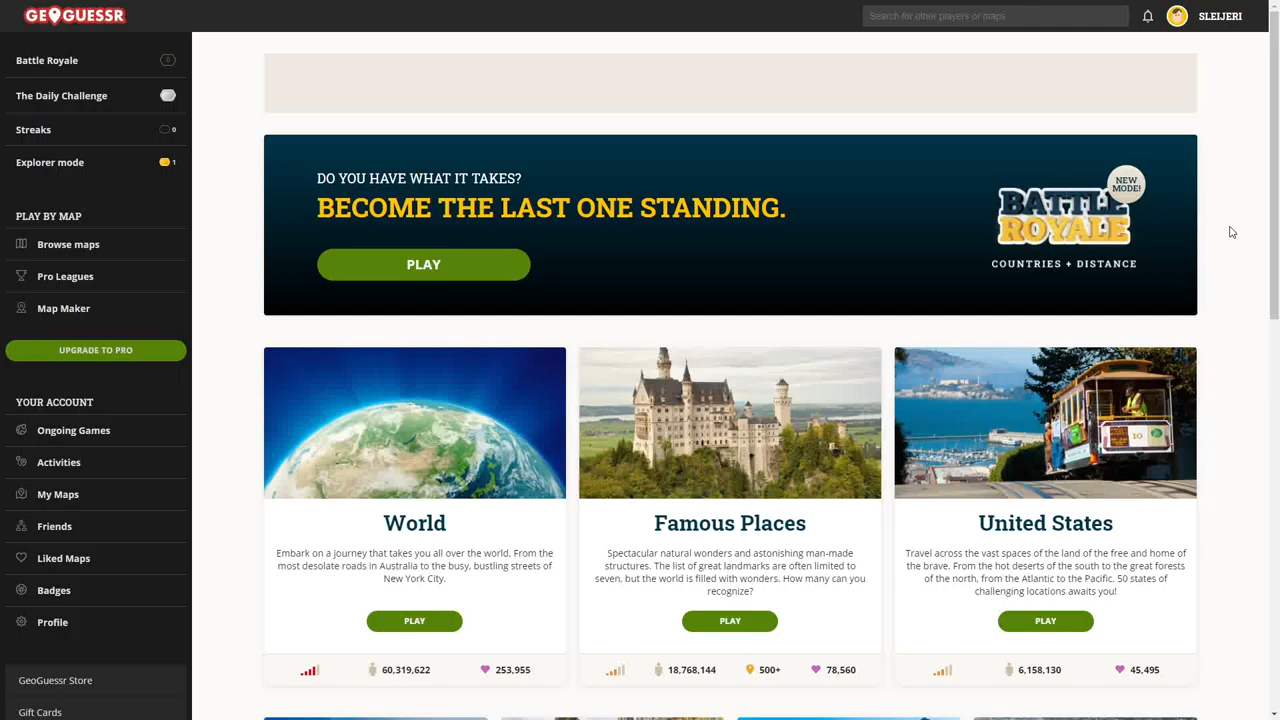 GEOGUESSR
Search for other players or maps
SLEIJERI
Battle Royale
0
The Daily Challenge
Streaks
0
Explorer mode
1
PLAY BY MAP
Browse maps
Pro Leagues
Map Maker
UPGRADE TO PRO
YOUR ACCOUNT
Ongoing Games
Activities
My Maps
Friends
Liked Maps
Badges
Profile
GeoGuessr Store
Gift Cards
DO YOU HAVE WHAT IT TAKES?
BECOME THE LAST ONE STANDING.
PLAY
NEW
MODE!
BATTLE
ROYALE
COUNTRIES + DISTANCE
World
Embark on a journey that takes you all over the world. From the
most desolate roads in Australia to the busy, bustling streets of
New York City.
PLAY
60,319,622
253,955
Famous Places
Spectacular natural wonders and astonishing man-made
structures. The list of great landmarks are often limited to
seven, but the world is filled with wonders. How many can you
recognize?
PLAY
18,768,144
500+
78,560
United States
Travel across the vast spaces of the land of the free and home of
the brave. From the hot deserts of the south to the great forests
of the north, from the Atlantic to the Pacific. 50 states of
challenging locations awaits you!
PLAY
6,158,130
45,495